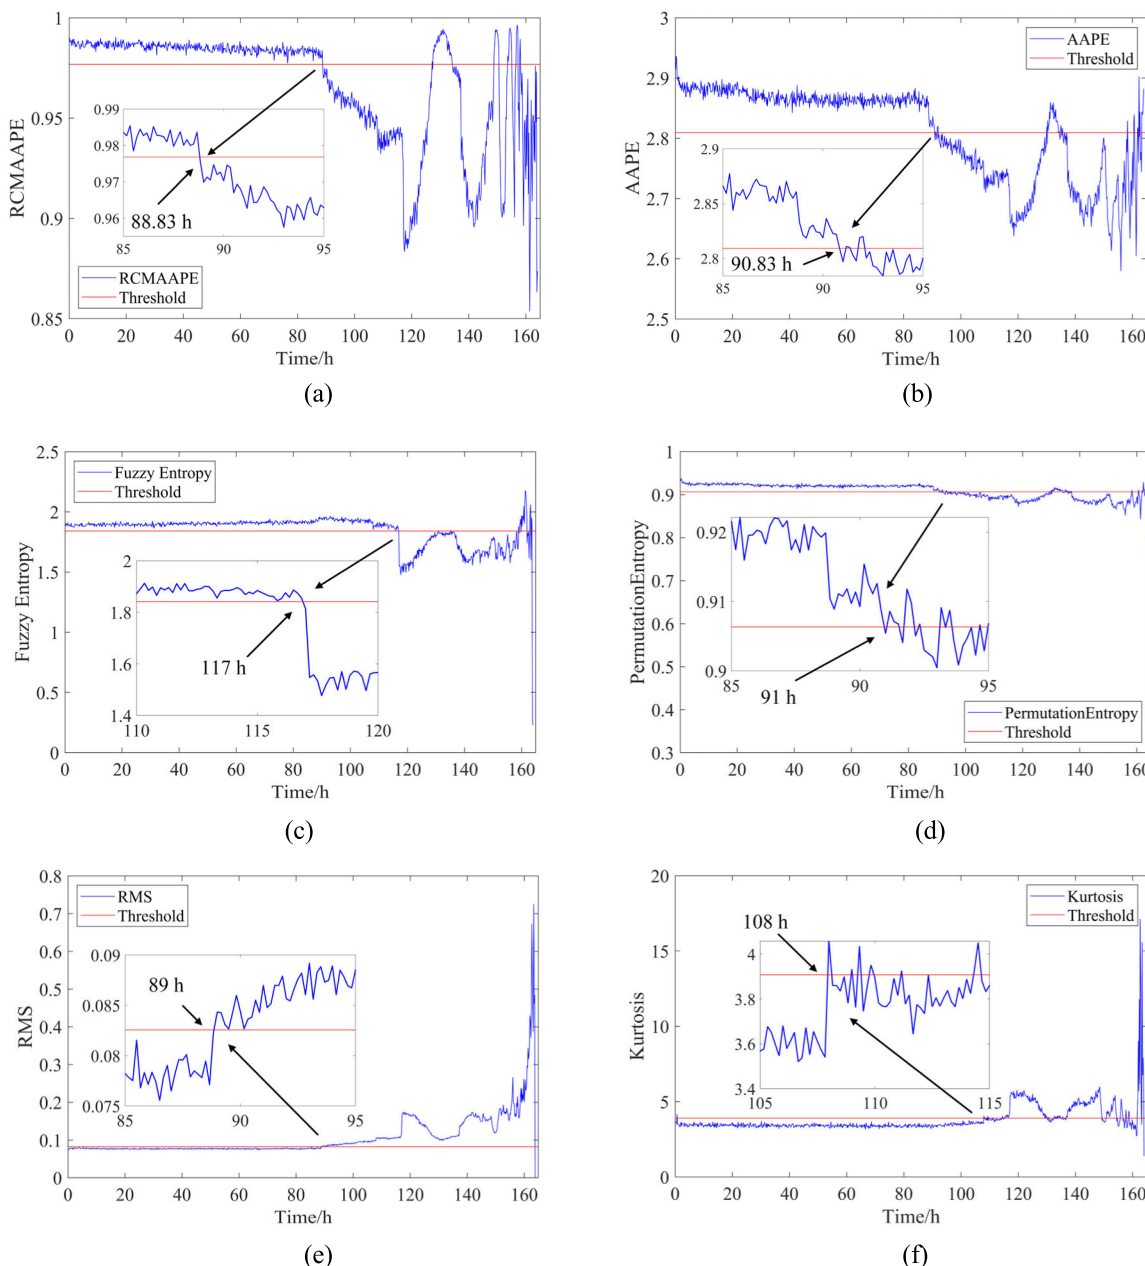 1
0.95
0.9
0.85
RCMAAPE
0.99
0.98
0.97
0.96
85
90
95
88.83 h
RCMAAPE
Threshold
0 20 40 60 80 100 120 140 160
Time/h
(a)
3
2.9
2.8
2.7
2.6
2.5
AAPE
AAPE
Threshold
2.9
2.85
2.8
85
90
95
90.83 h
0 20 40 60 80 100 120 140 160
Time/h
(b)
2.5
2
1.5
1
0.5
0
Fuzzy Entropy
Fuzzy Entropy
Threshold
2
1.8
1.6
1.4
110
115
120
117 h
0 20 40 60 80 100 120 140 160
Time/h
(c)
1
0.9
0.8
0.7
0.6
0.5
0.4
0.3
PermutationEntropy
0.92
0.91
0.9
85
90
95
91 h
PermutationEntropy
Threshold
0 20 40 60 80 100 120 140 160
Time/h
(d)
0.8
0.7
0.6
0.5
0.4
0.3
0.2
0.1
0
RMS
RMS
Threshold
0.09
0.085
0.08
0.075
85
90
95
89 h
0 20 40 60 80 100 120 140 160
Time/h
(e)
20
15
10
5
0
Kurtosis
Kurtosis
Threshold
108 h
4
3.8
3.6
3.4
105
110
115
0 20 40 60 80 100 120 140 160
Time/h
(f)